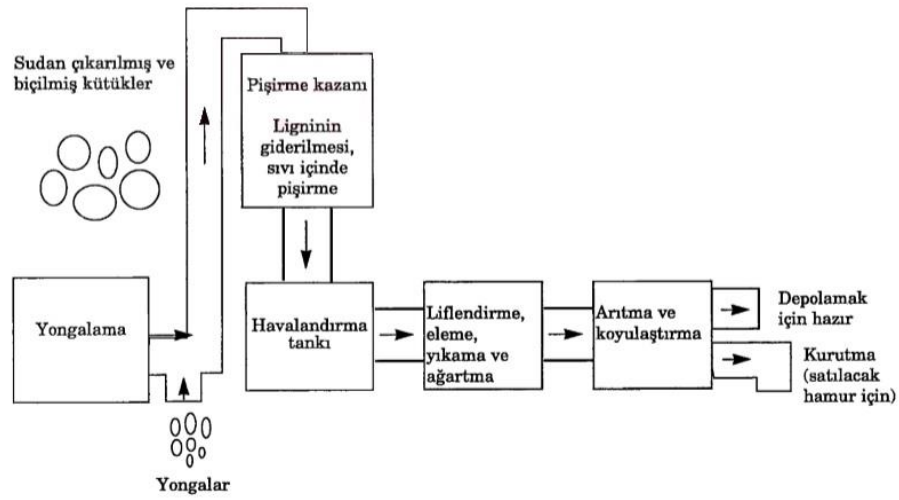 Sudan çıkarılmış ve
biçilmiş kütükler
Pişirme kazanı
Ligninin
giderilmesi,
sıvı içinde
pişirme
Yongalama
Yongalar
Havalandırma
tankı
Liflendirme,
eleme,
yıkama ve
ağartma
Arıtma ve
koyulaştırma
Depolamak
için hazır
Kurutma
(satılacak
hamur için)